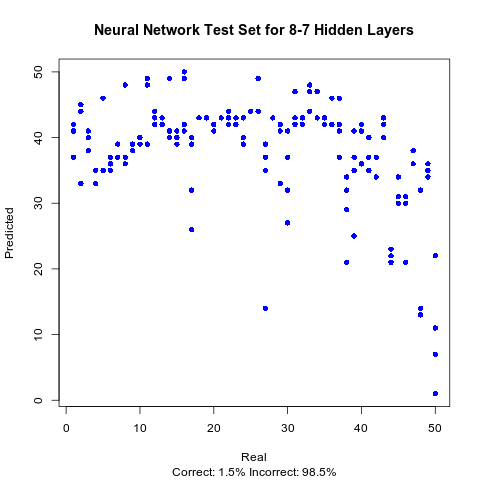 Neural Network Test Set for 8-7 Hidden Layers
Predicted
50
40
30
20
10
0
0 10 20 30 40 50
Real
Correct: 1.5% Incorrect: 98.5%